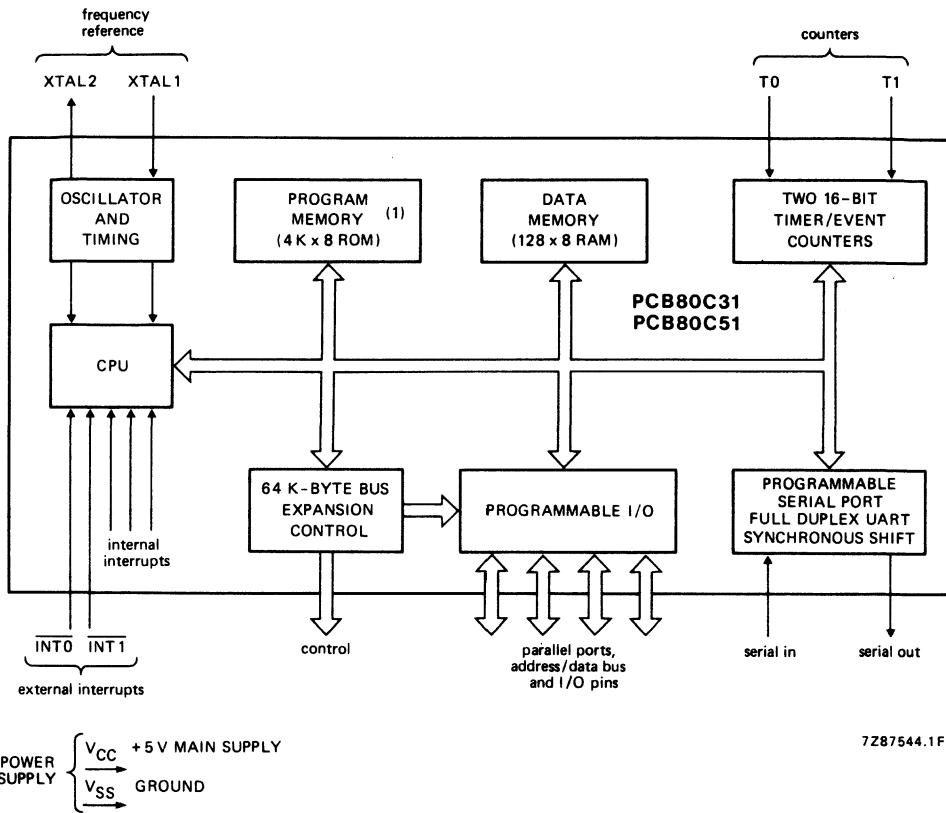 frequency
reference
counters
XTAL2 XTAL1
T0 T1
OSCILLATOR
AND
TIMING
PROGRAM
MEMORY (1)
(4 K x 8 ROM)
DATA
MEMORY
(128 x 8 RAM)
TWO 16-BIT
TIMER/EVENT
COUNTERS
PCB80C31
PCB80C51
CPU
64 K-BYTE BUS
EXPANSION
CONTROL
PROGRAMMABLE I/O
PROGRAMMABLE
SERIAL PORT
FULL DUPLEX UART
SYNCHRONOUS SHIFT
internal
interrupts
INT0 INT1
external interrupts
control
parallel ports,
address/data bus
and I/O pins
serial in
serial out
POWER
SUPPLY
VCC +5 V MAIN SUPPLY
VSS GROUND
7Z87544.1F